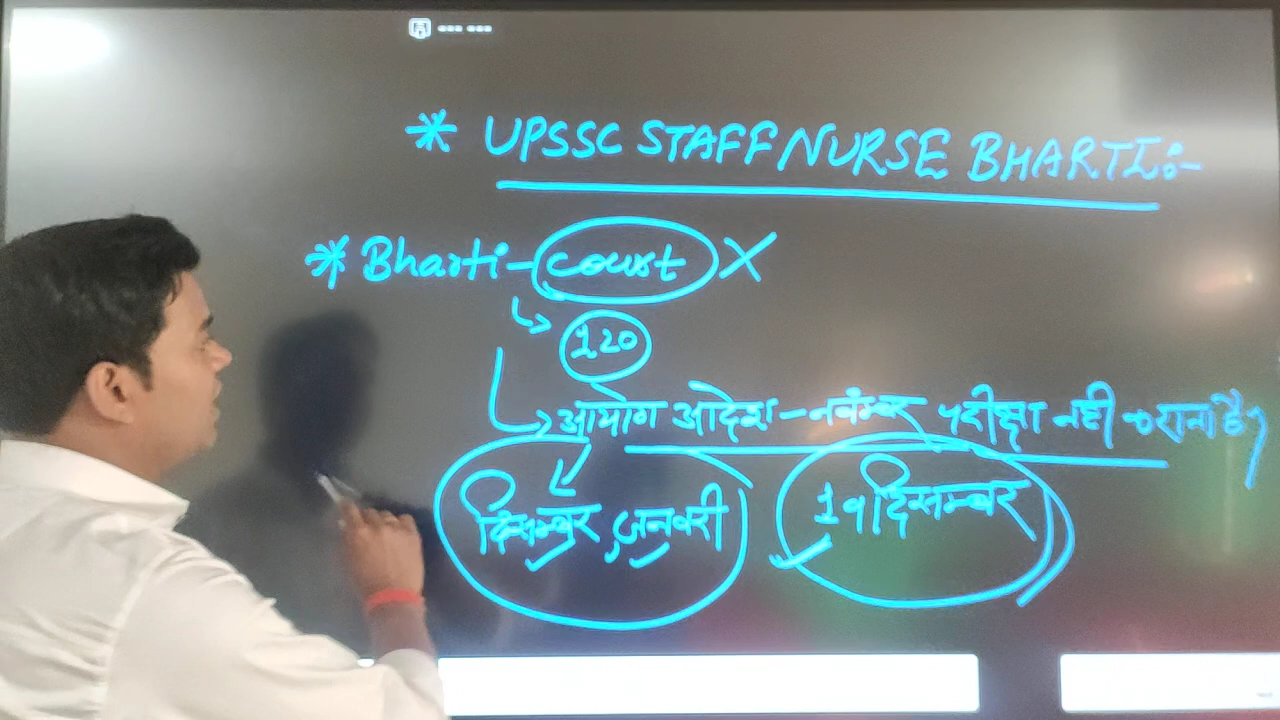 * UPSSC STAFF NURSE BHARTI:-
* Bharti - court X
120
आयोग आदेश - नवंम्बर परीक्षा नही कराना है
दिसम्बर, जनवरी
19 दिसम्बर